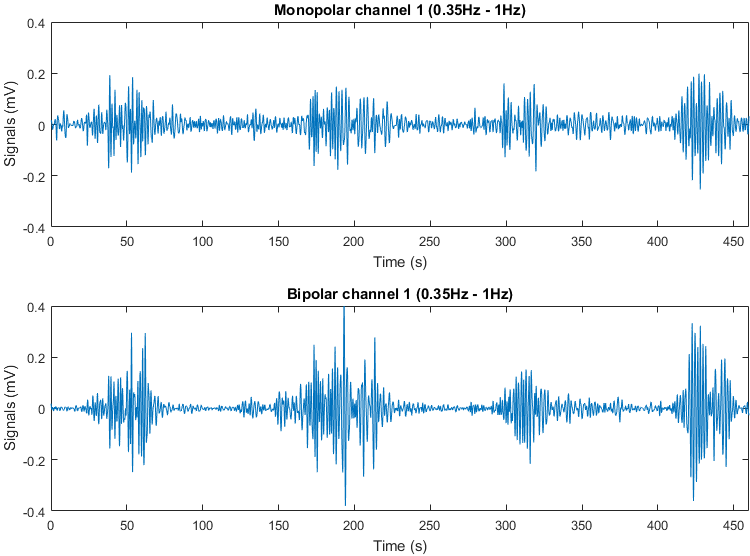 Monopolar channel 1 (0.35Hz - 1Hz)
Signals (mV)
0.4
0.2
0
-0.2
-0.4
0 50 100 150 200 250 300 350 400 450
Time (s)
Bipolar channel 1 (0.35Hz - 1Hz)
Signals (mV)
0.4
0.2
0
-0.2
-0.4
0 50 100 150 200 250 300 350 400 450
Time (s)